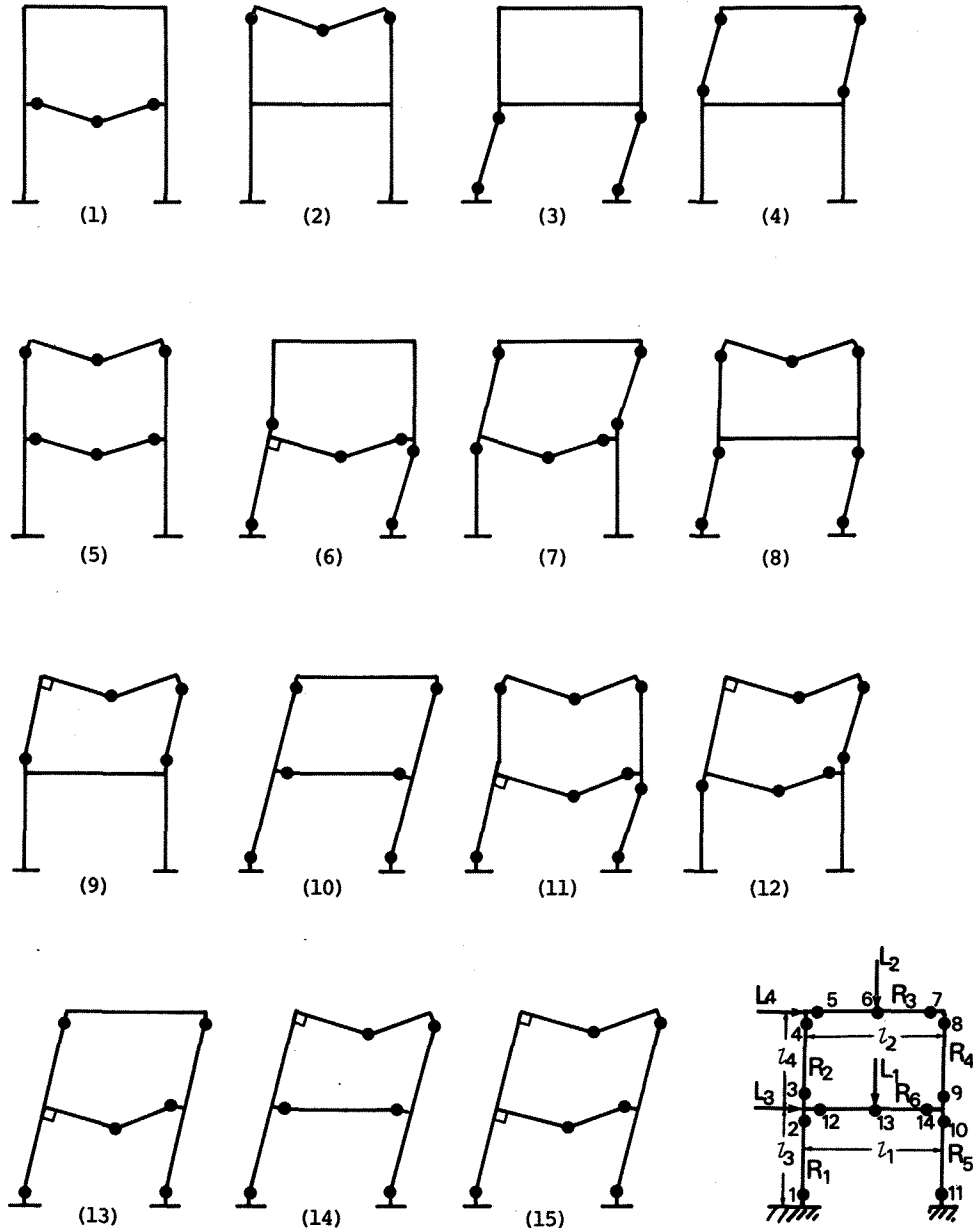 (1) (2) (3) (4)
(5) (6) (7) (8)
(9) (10) (11) (12)
L2
L4 5 6 R3 7
4 l2 8
l4 R2 L1 R4
L3 3 R6 9
2 12 13 14 10
l3 R1 l1 R5
1 11
(13) (14) (15)